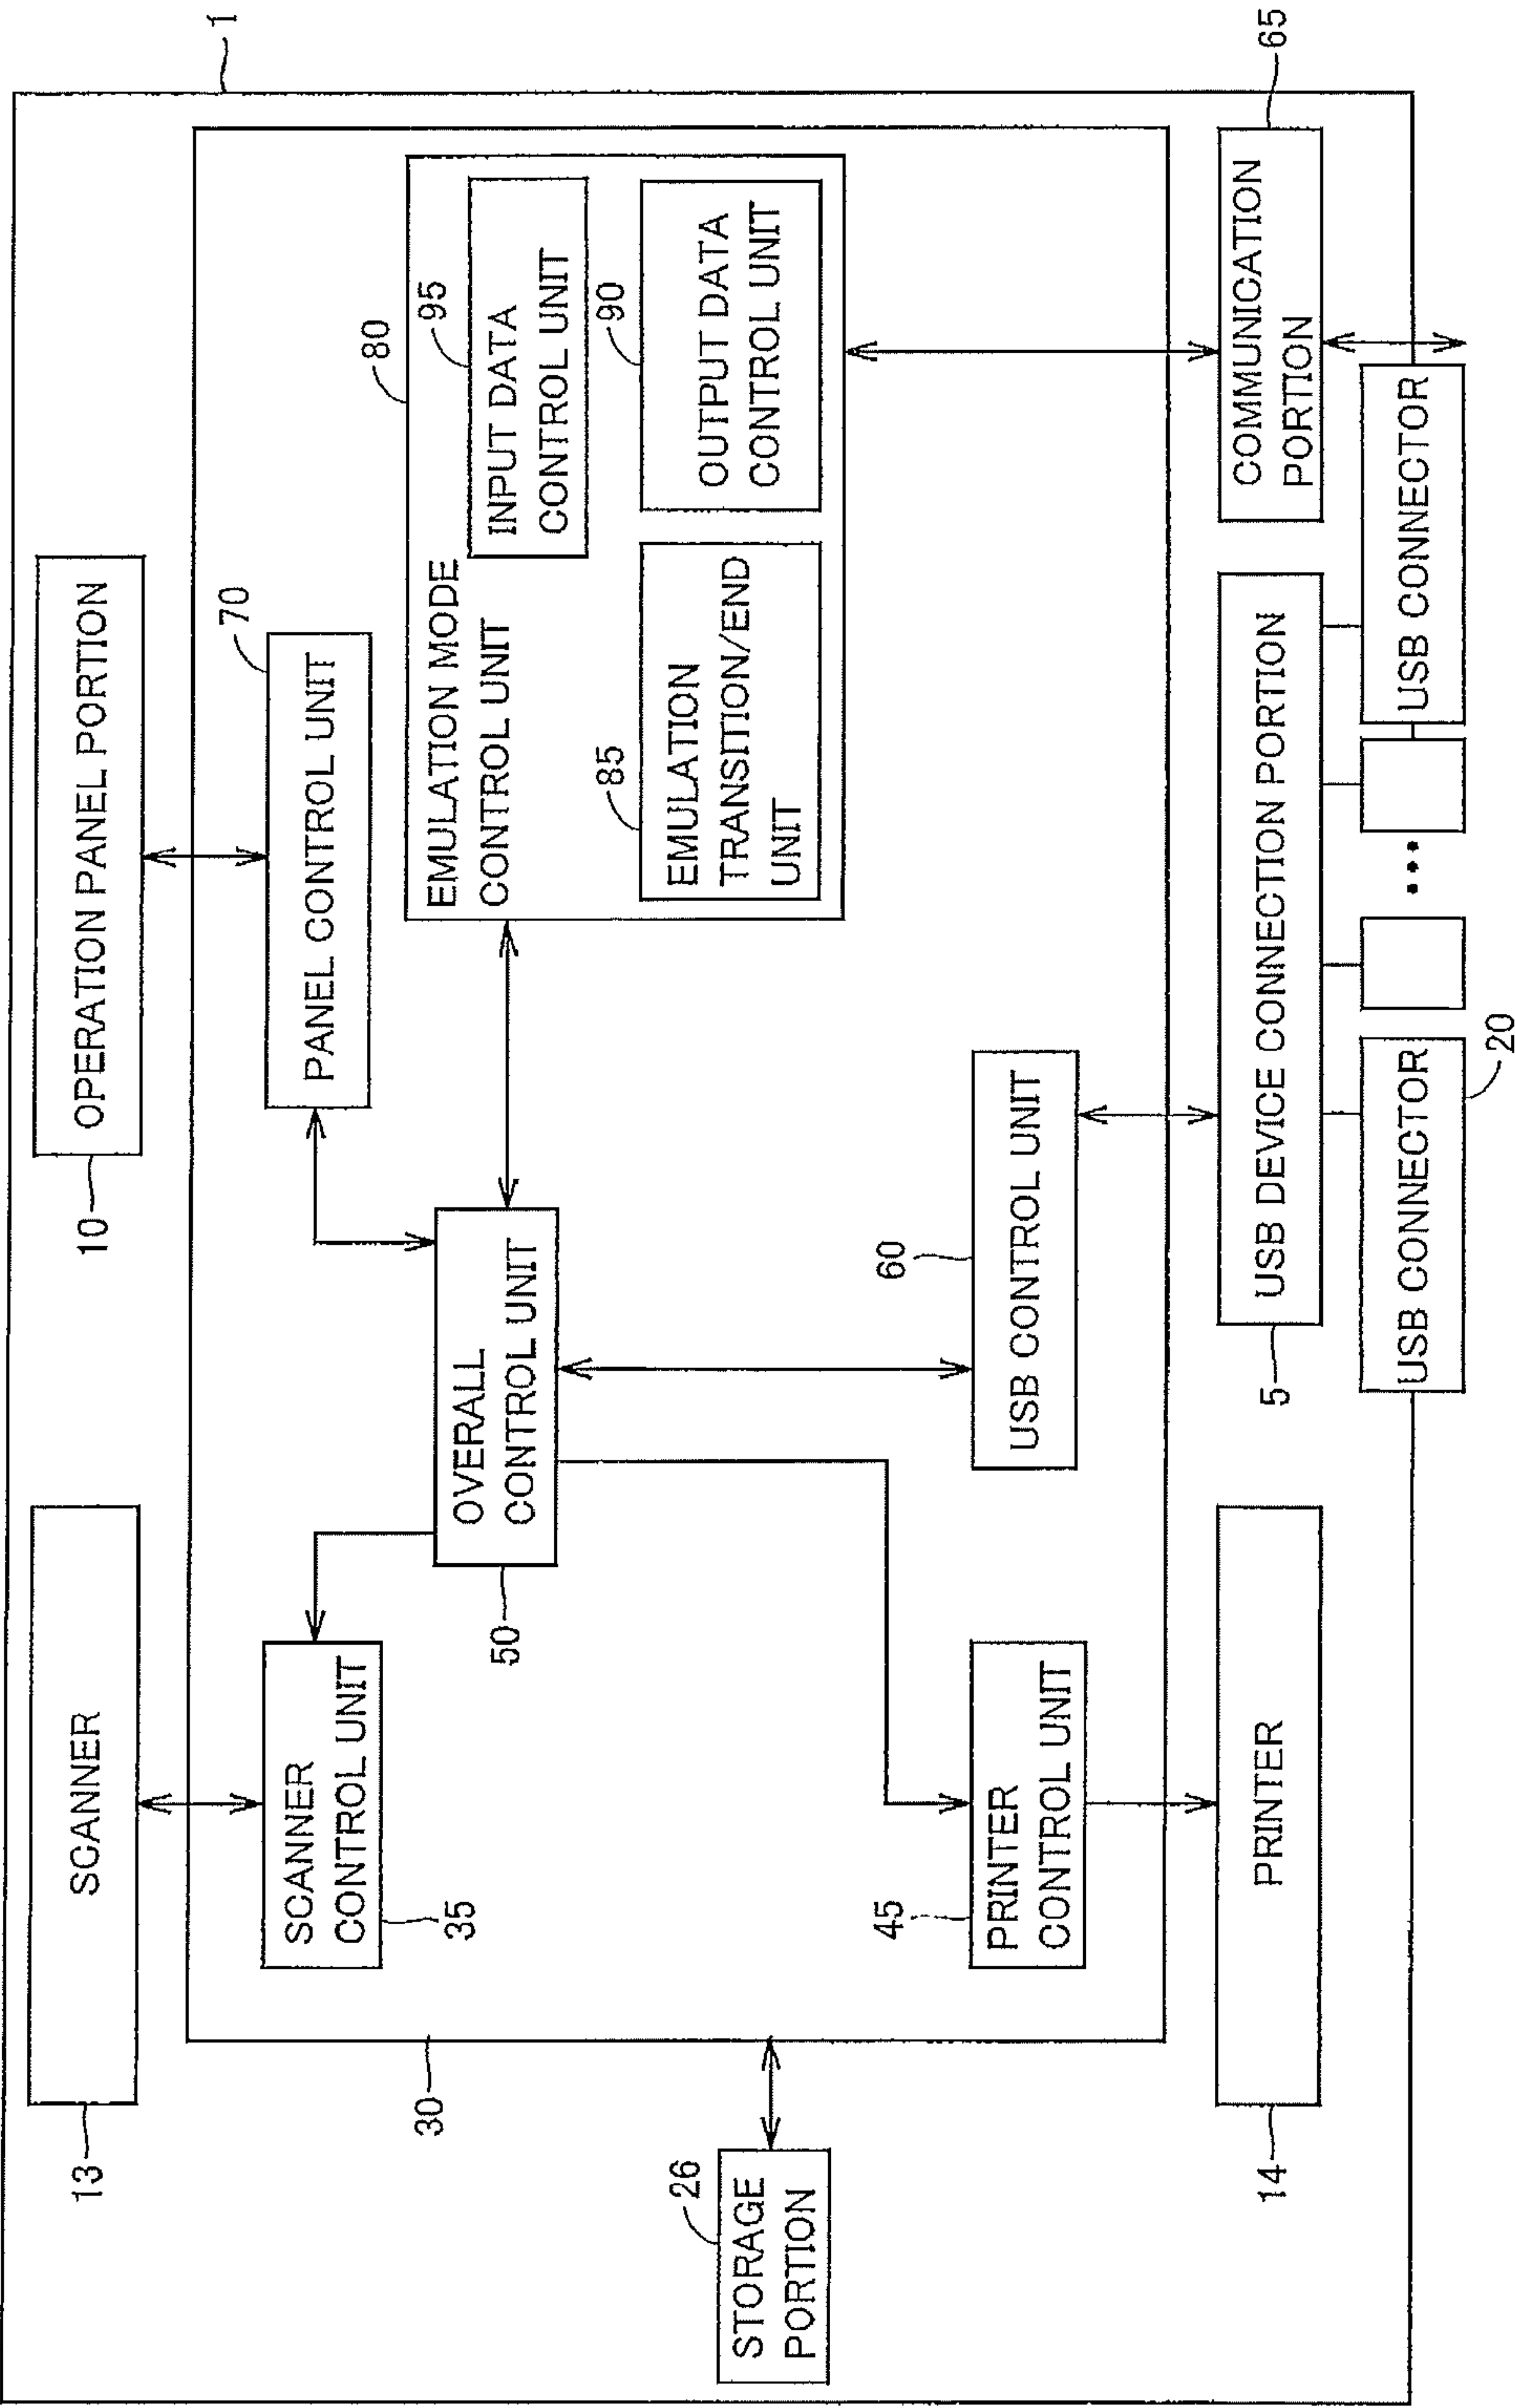 1
13
SCANNER
10
OPERATION PANEL PORTION
30
SCANNER
CONTROL UNIT
35
PANEL CONTROL UNIT
70
OVERALL
CONTROL UNIT
50
EMULATION MODE
CONTROL UNIT
80
INPUT DATA
CONTROL UNIT
95
EMULATION
TRANSITION/END
UNIT
85
OUTPUT DATA
CONTROL UNIT
90
26
STORAGE
PORTION
45
PRINTER
CONTROL UNIT
60
USB CONTROL UNIT
14
PRINTER
5
USB DEVICE CONNECTION PORTION
COMMUNICATION
PORTION
65
USB CONNECTOR
20
•••
USB CONNECTOR